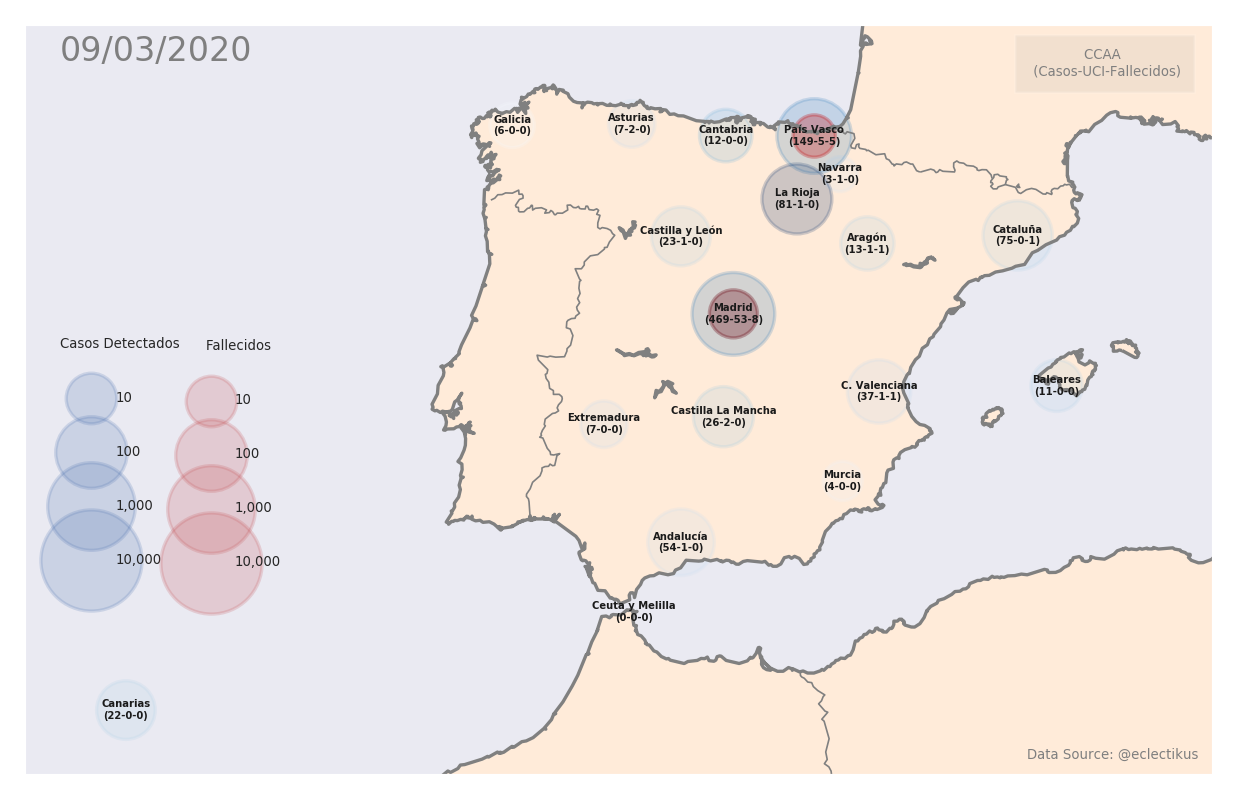 09/03/2020
CCAA
(Casos-UCI-Fallecidos)
Galicia
(6-0-0)
Asturias
(7-2-0)
Cantabria
(12-0-0)
País Vasco
(149-5-5)
Navarra
(3-1-0)
La Rioja
(81-1-0)
Castilla y León
(23-1-0)
Aragón
(13-1-1)
Cataluña
(75-0-1)
Madrid
(469-53-8)
Casos Detectados
Fallecidos
10
10
100
100
1,000
1,000
10,000
10,000
C. Valenciana
(37-1-1)
Baleares
(11-0-0)
Extremadura
(7-0-0)
Castilla La Mancha
(26-2-0)
Murcia
(4-0-0)
Andalucía
(54-1-0)
Ceuta y Melilla
(0-0-0)
Canarias
(22-0-0)
Data Source: @eclectikus